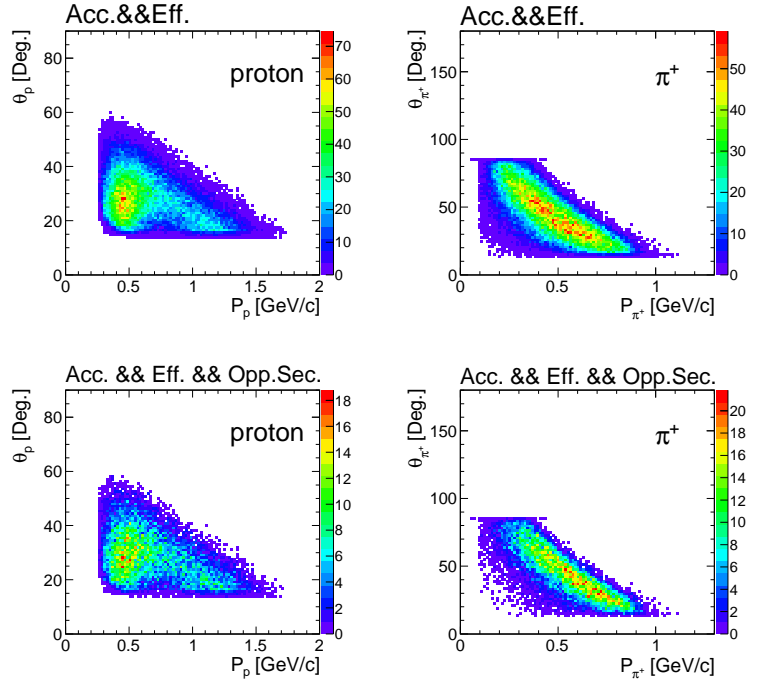 Acc.&&Eff.
θp [Deg.]
proton
80
60
40
20
0
0 0.5 1 1.5 2
Pp [GeV/c]
70
60
50
40
30
20
10
0
Acc.&&Eff.
θπ+ [Deg.]
π+
150
100
50
0
0 0.5 1
Pπ+ [GeV/c]
50
40
30
20
10
0
Acc. && Eff. && Opp.Sec.
θp [Deg.]
proton
80
60
40
20
0
0 0.5 1 1.5 2
Pp [GeV/c]
18
16
14
12
10
8
6
4
2
0
Acc. && Eff. && Opp.Sec.
θπ+ [Deg.]
π+
150
100
50
0
0 0.5 1
Pπ+ [GeV/c]
20
18
16
14
12
10
8
6
4
2
0